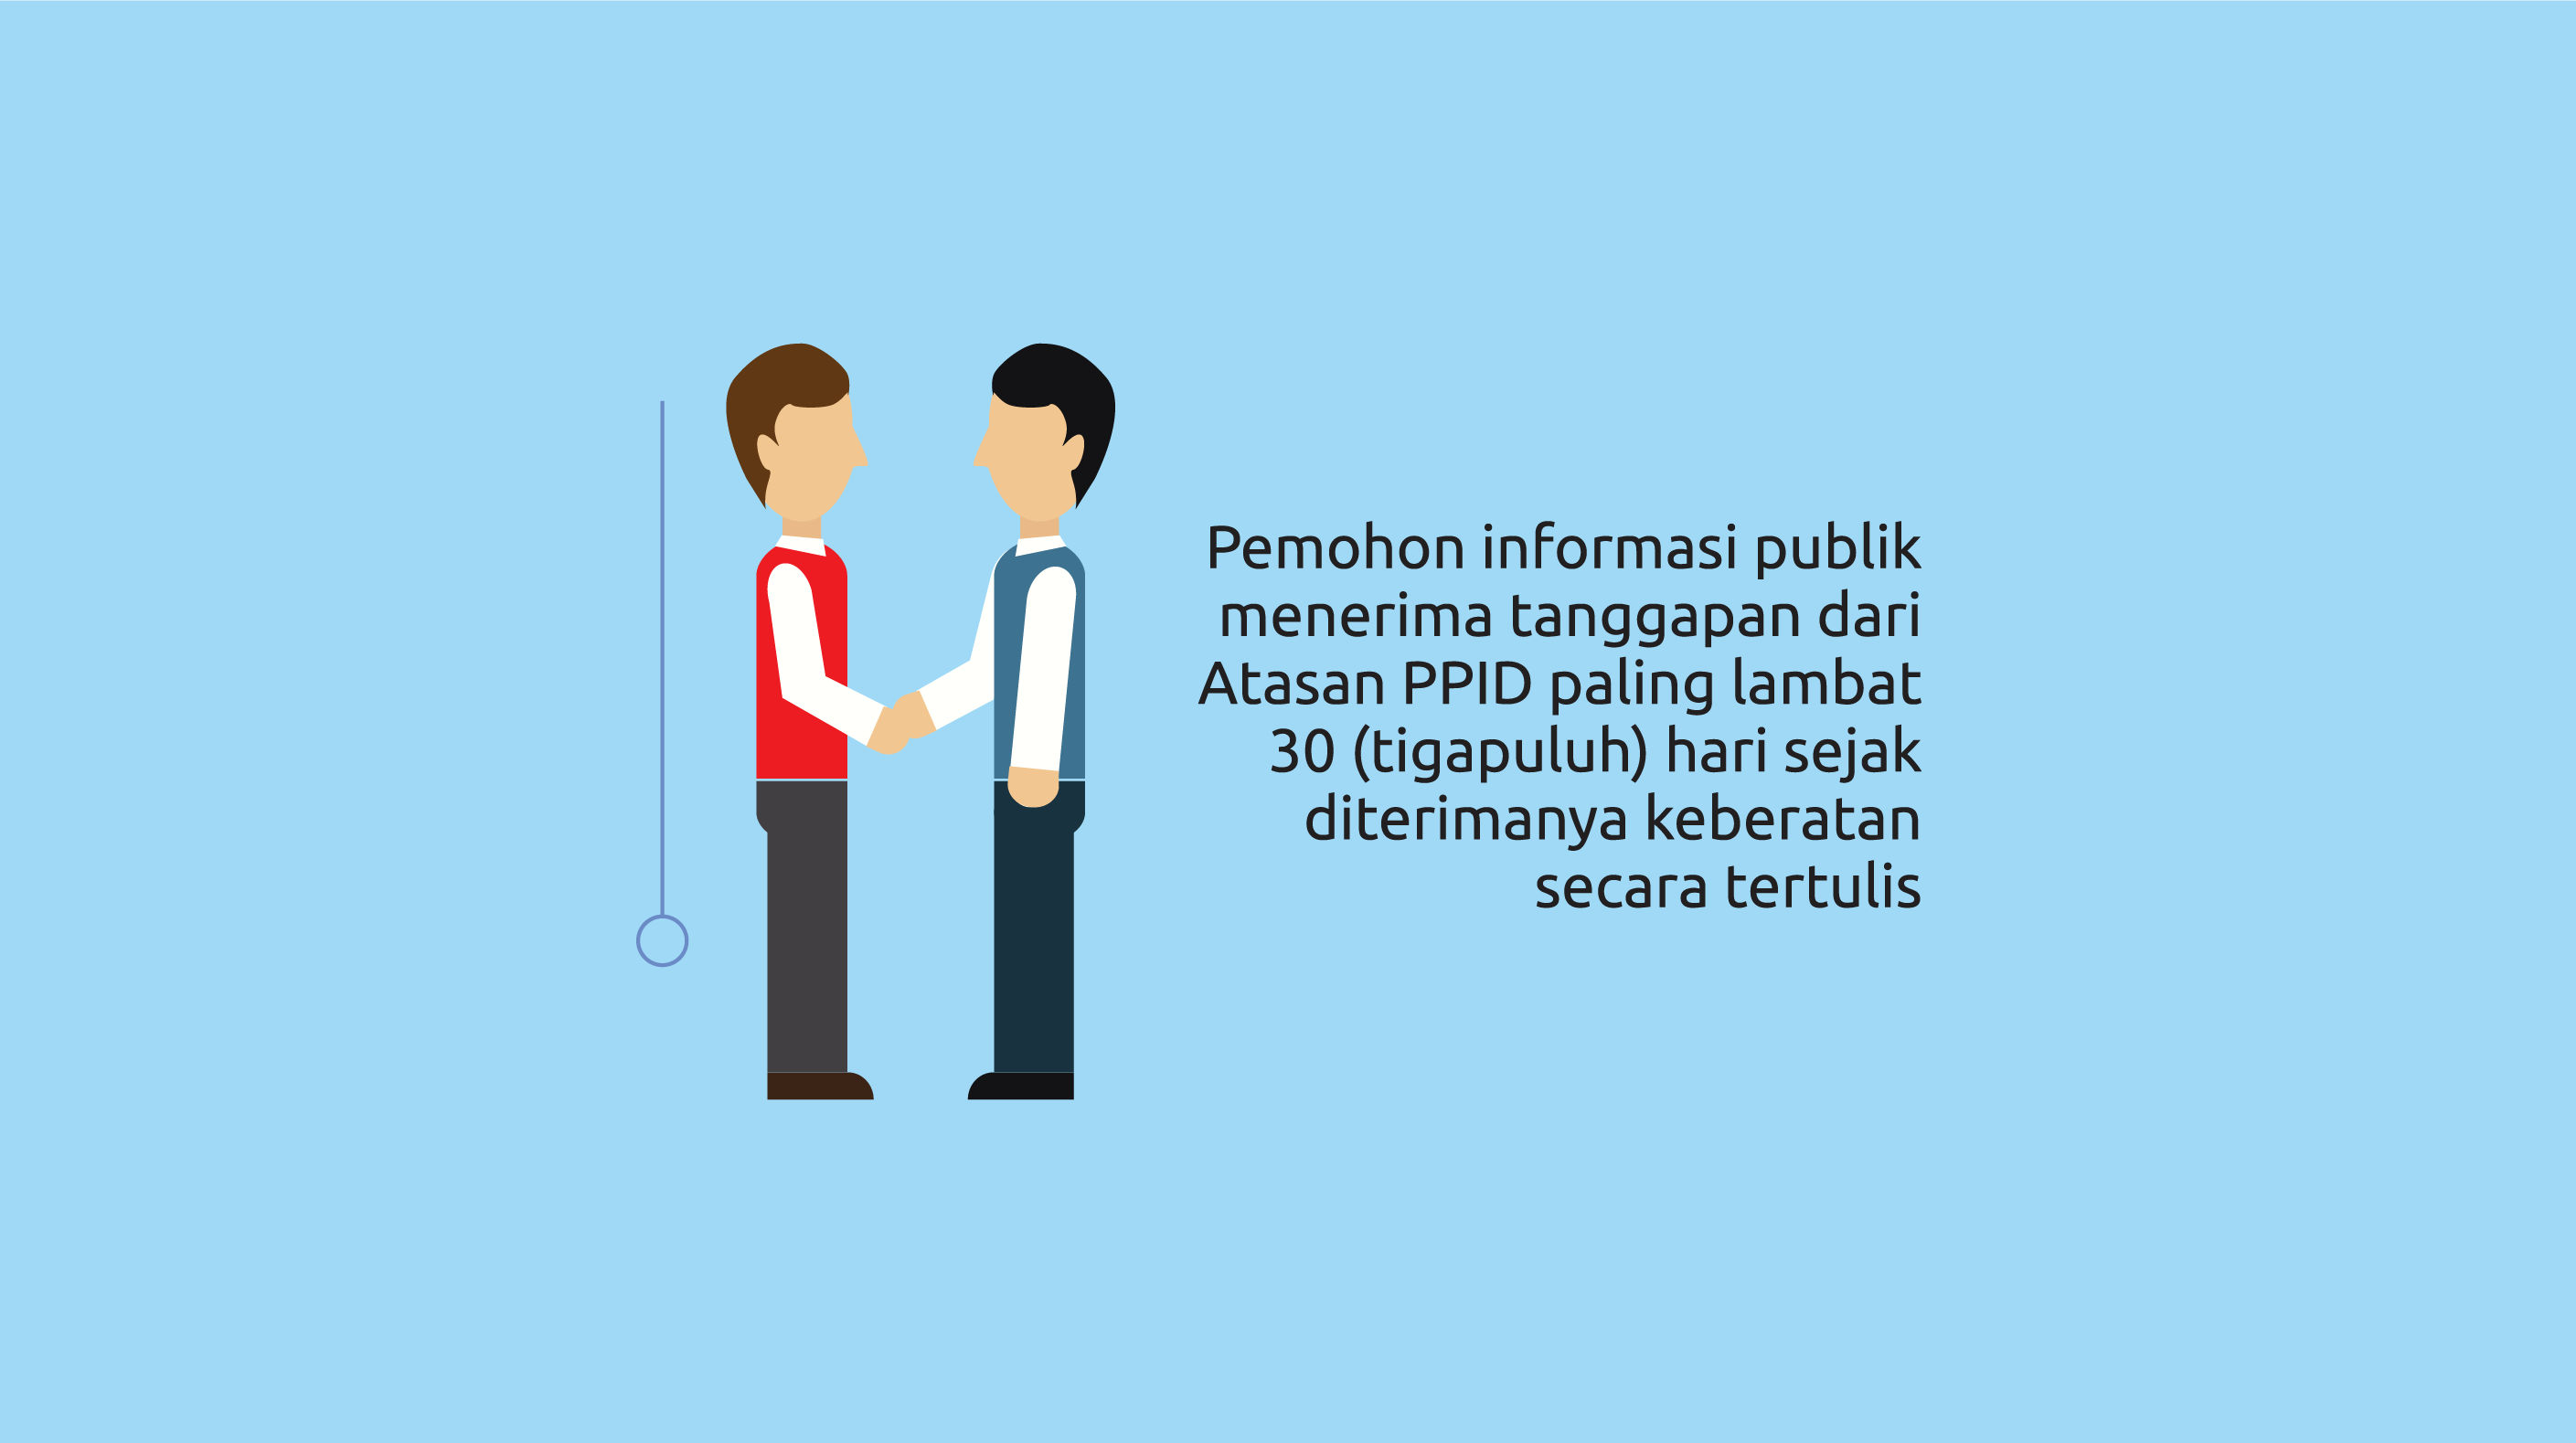 Pemohon informasi publik
menerima tanggapan dari
Atasan PPID paling lambat
30 (tigapuluh) hari sejak
diterimanya keberatan
secara tertulis